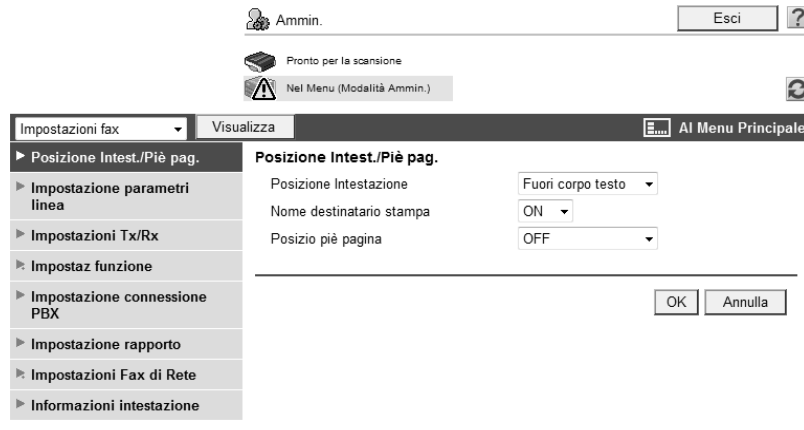 Ammin.
Esci
?
Pronto per la scansione
Nel Menu (Modalità Ammin.)
Impostazioni fax
Visualizza
Al Menu Principale
Posizione Intest./Piè pag.
Impostazione parametri
linea
Impostazioni Tx/Rx
Impostaz funzione
Impostazione connessione
PBX
Impostazione rapporto
Impostazioni Fax di Rete
Informazioni intestazione
Posizione Intest./Piè pag.
Posizione Intestazione Fuori corpo testo
Nome destinatario stampa ON
Posizio piè pagina OFF
OK Annulla